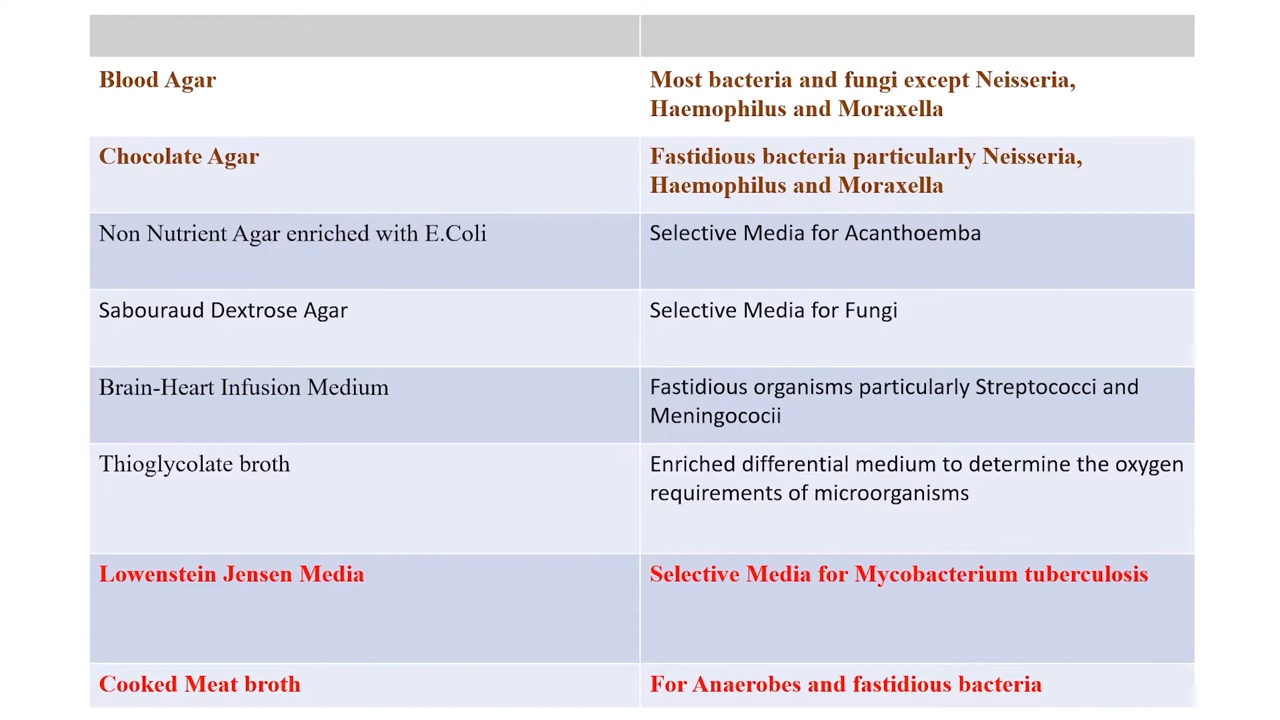 Blood Agar
Most bacteria and fungi except Neisseria,
Haemophilus and Moraxella
Chocolate Agar
Fastidious bacteria particularly Neisseria,
Haemophilus and Moraxella
Non Nutrient Agar enriched with E.Coli
Selective Media for Acanthoemba
Sabouraud Dextrose Agar
Selective Media for Fungi
Brain-Heart Infusion Medium
Fastidious organisms particularly Streptococci and
Meningococii
Thioglycolate broth
Enriched differential medium to determine the oxygen
requirements of microorganisms
Lowenstein Jensen Media
Selective Media for Mycobacterium tuberculosis
Cooked Meat broth
For Anaerobes and fastidious bacteria